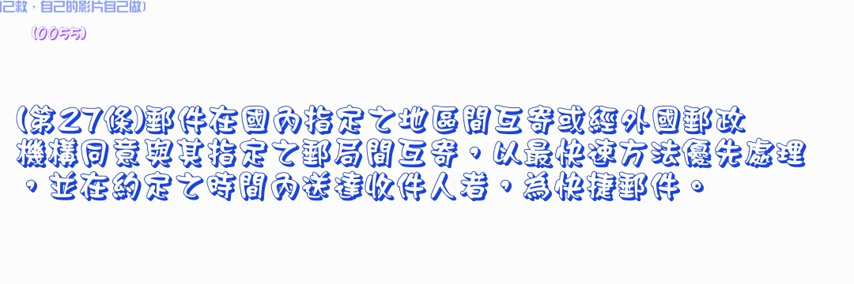 己救,自己的影片自己做)
(0055)
(第27條)郵件在國內指定之地區間互寄或經外國郵政
機構同意與其指定之郵局間互寄,以最快速方法優先處理
,並在約定之時間內送達收件人者,為快捷郵件。